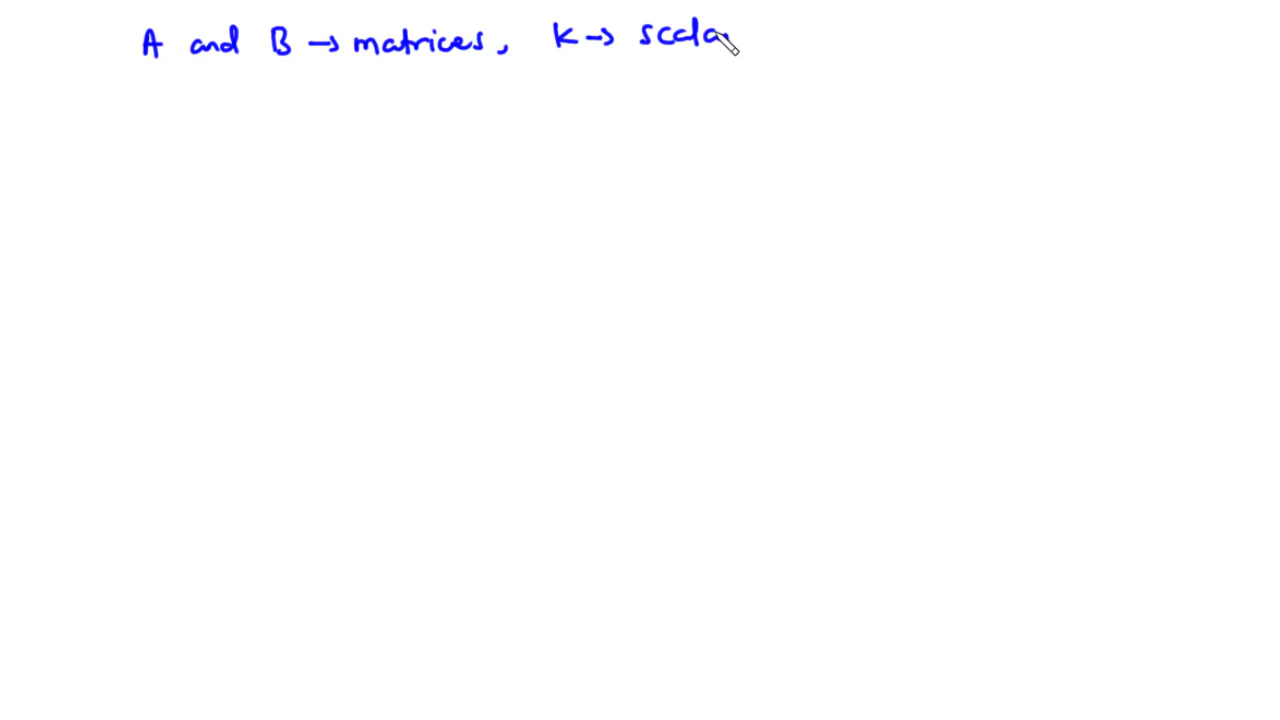 A and B → matrices, K → scala